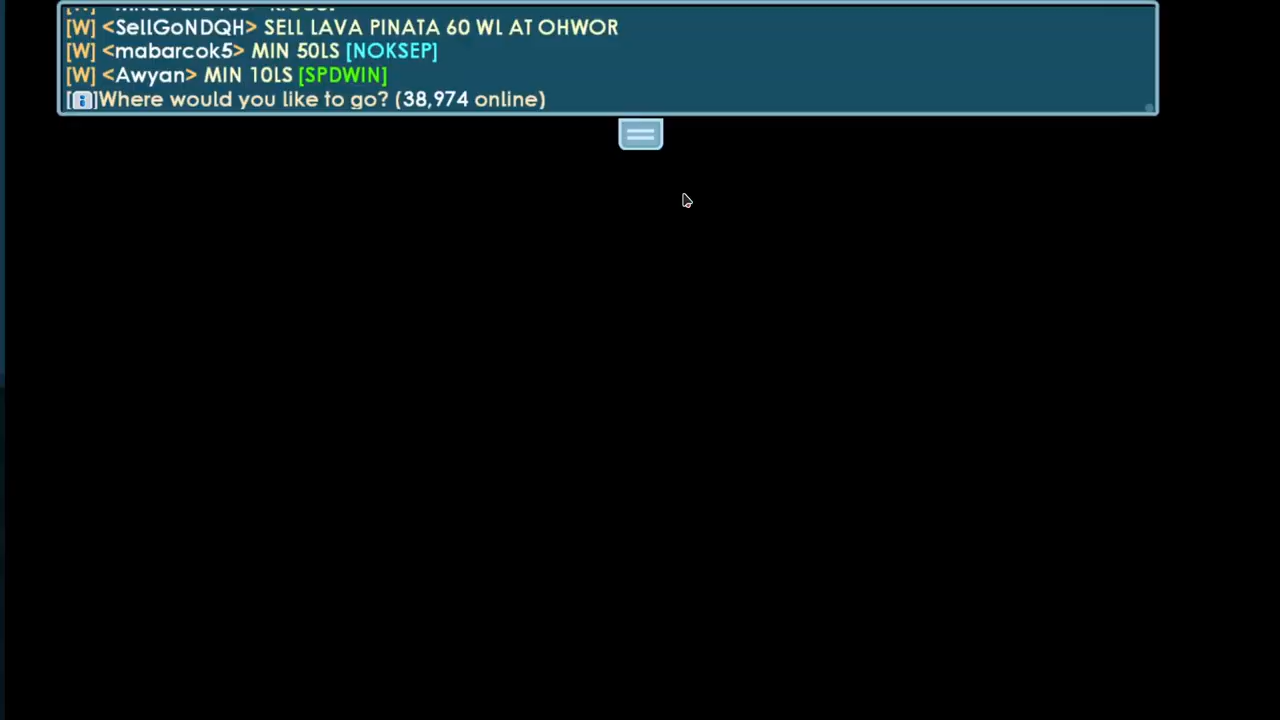 [W] <SellGoNDQH> SELL LAVA PINATA 60 WL AT OHWOR
[W] <mabarcok5> MIN 50LS [NOKSEP]
[W] <Awyan> MIN 10LS [SPDWIN]
[i]Where would you like to go? (38,974 online)